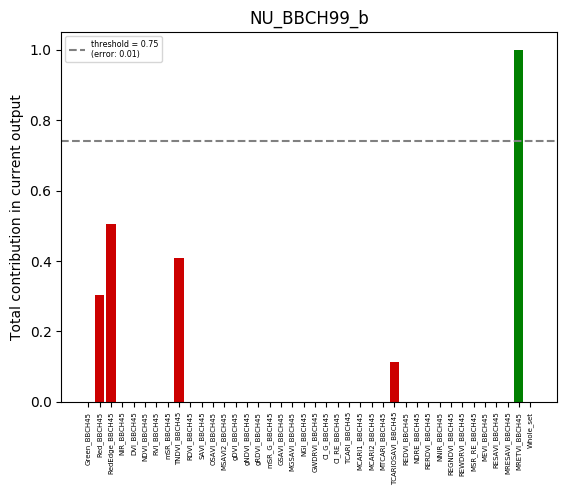 NU_BBCH99_b
threshold = 0.75
(error: 0.01)
Total contribution in current output
1.0
0.8
0.6
0.4
0.2
0.0
Green_BBCH45
Red_BBCH45
RedEdge_BBCH45
NIR_BBCH45
DVI_BBCH45
NDVI_BBCH45
RVI_BBCH45
mSR_BBCH45
TNDVI_BBCH45
RDVI_BBCH45
SAVI_BBCH45
OSAVI_BBCH45
MSAVI2_BBCH45
gDVI_BBCH45
gNDVI_BBCH45
gRDVI_BBCH45
mSR_G_BBCH45
GSAVI_BBCH45
MGSAVI_BBCH45
NGI_BBCH45
GWDRVI_BBCH45
CI_G_BBCH45
CI_RE_BBCH45
TCARI_BBCH45
MCARI1_BBCH45
MCARI2_BBCH45
MTCARI_BBCH45
TCARIOSAVI_BBCH45
REDVI_BBCH45
NDRE_BBCH45
RERDVI_BBCH45
NNIR_BBCH45
REGNDVI_BBCH45
REWDRVI_BBCH45
MSR_RE_BBCH45
MEVI_BBCH45
RESAVI_BBCH45
MRESAVI_BBCH45
MRETVI_BBCH45
Whole_set